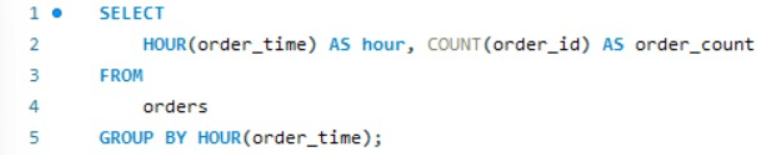 1 SELECT
2 HOUR(order_time) AS hour, COUNT(order_id) AS order_count
3 FROM
4 orders
5 GROUP BY HOUR(order_time);